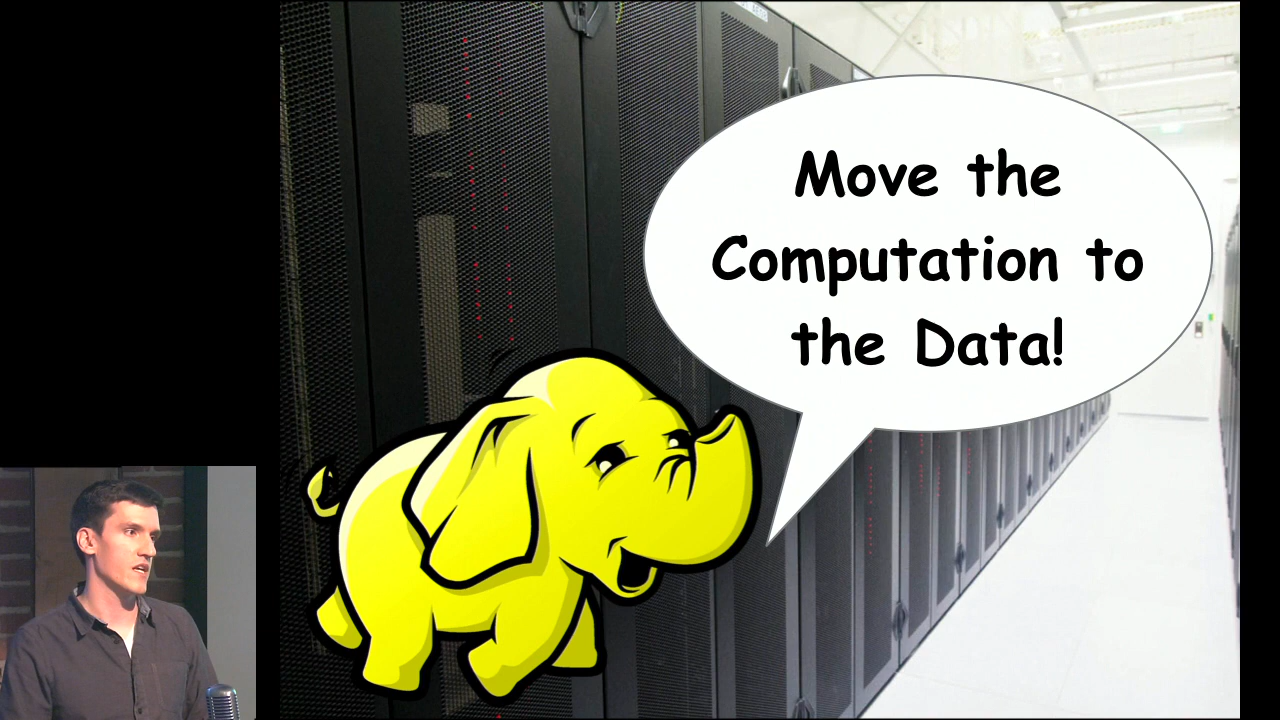 Move the
Computation to
the Data!